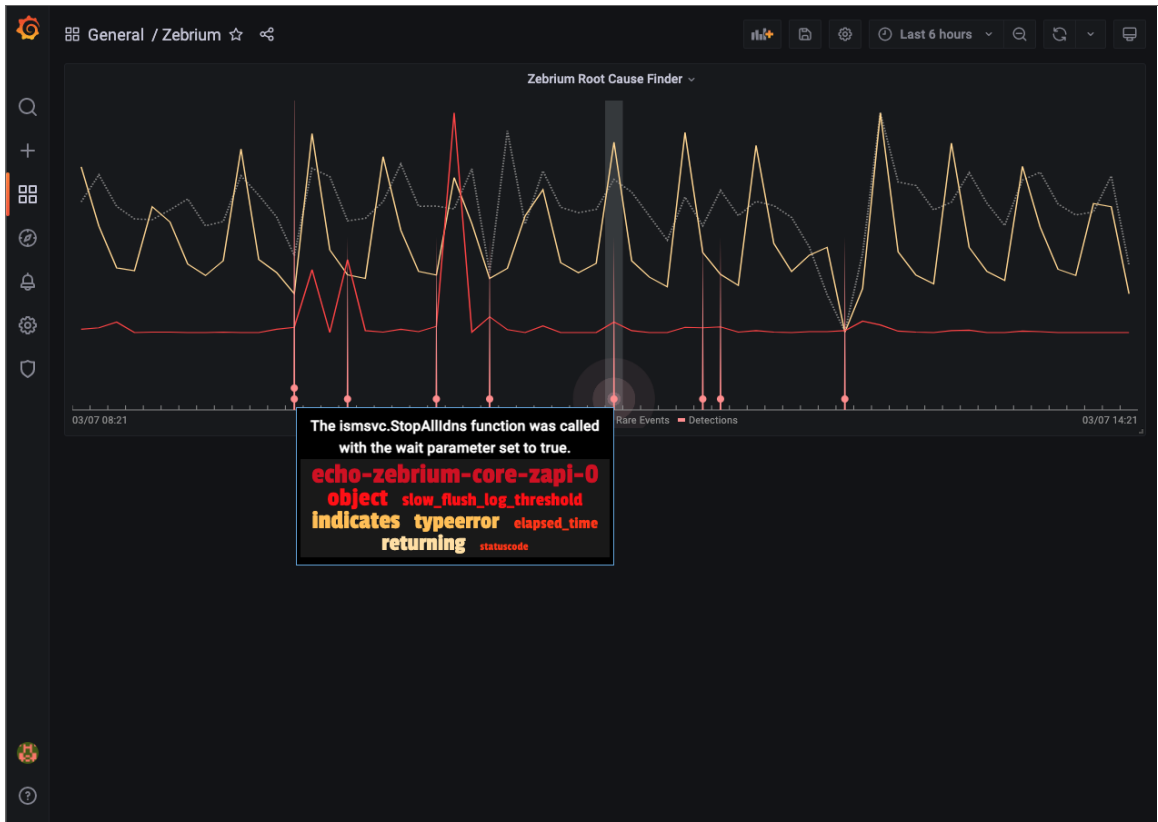 General / Zebrium
Last 6 hours
Zebrium Root Cause Finder
03/07 08:21
Rare Events
Detections
03/07 14:21
The ismsvc.StopAllIdns function was called
with the wait parameter set to true.
echo-zebrium-core-zapi-0
object slow_flush_log_threshold
indicates typeerror elapsed_time
returning statuscode